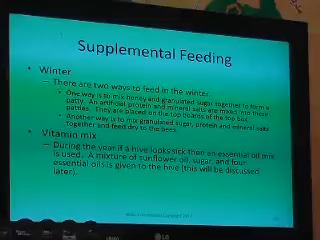 Supplemental Feeding
• Winter
– There are two ways to feed in the winter.
• One way is to mix honey and granulated sugar together to form a
patty. An artificial protein and mineral salts are mixed into these
patties. They are placed on the top boards of the top box
• Another way is to mix granulated sugar, protein and mineral salts
together and feed dry to the bees.
• Vitamin mix
– During the year if a hive looks sick then an essential oil mix
is used. A mixture of sunflower oil, sugar, and four
essential oils is given to the hive (this will be discussed
later).
Copyright
LG